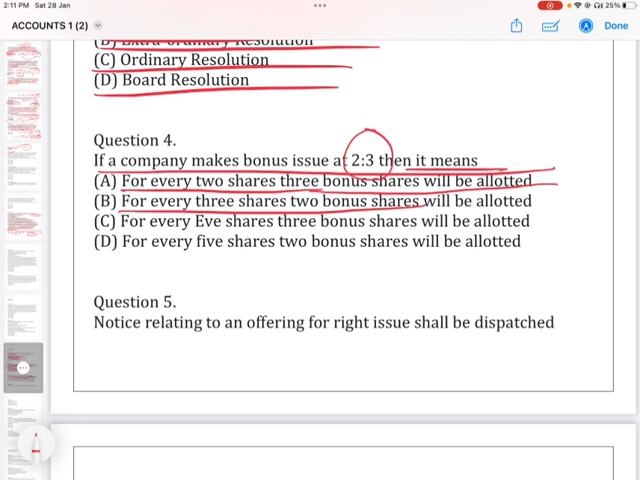 2:11 PM Sat 28 Jan
25%
ACCOUNTS 1 (2)
Done
(B) Extra-ordinary Resolution
(C) Ordinary Resolution
(D) Board Resolution
Question 4.
If a company makes bonus issue at 2:3 then it means
(A) For every two shares three bonus shares will be allotted
(B) For every three shares two bonus shares will be allotted
(C) For every Eve shares three bonus shares will be allotted
(D) For every five shares two bonus shares will be allotted
Question 5.
Notice relating to an offering for right issue shall be dispatched